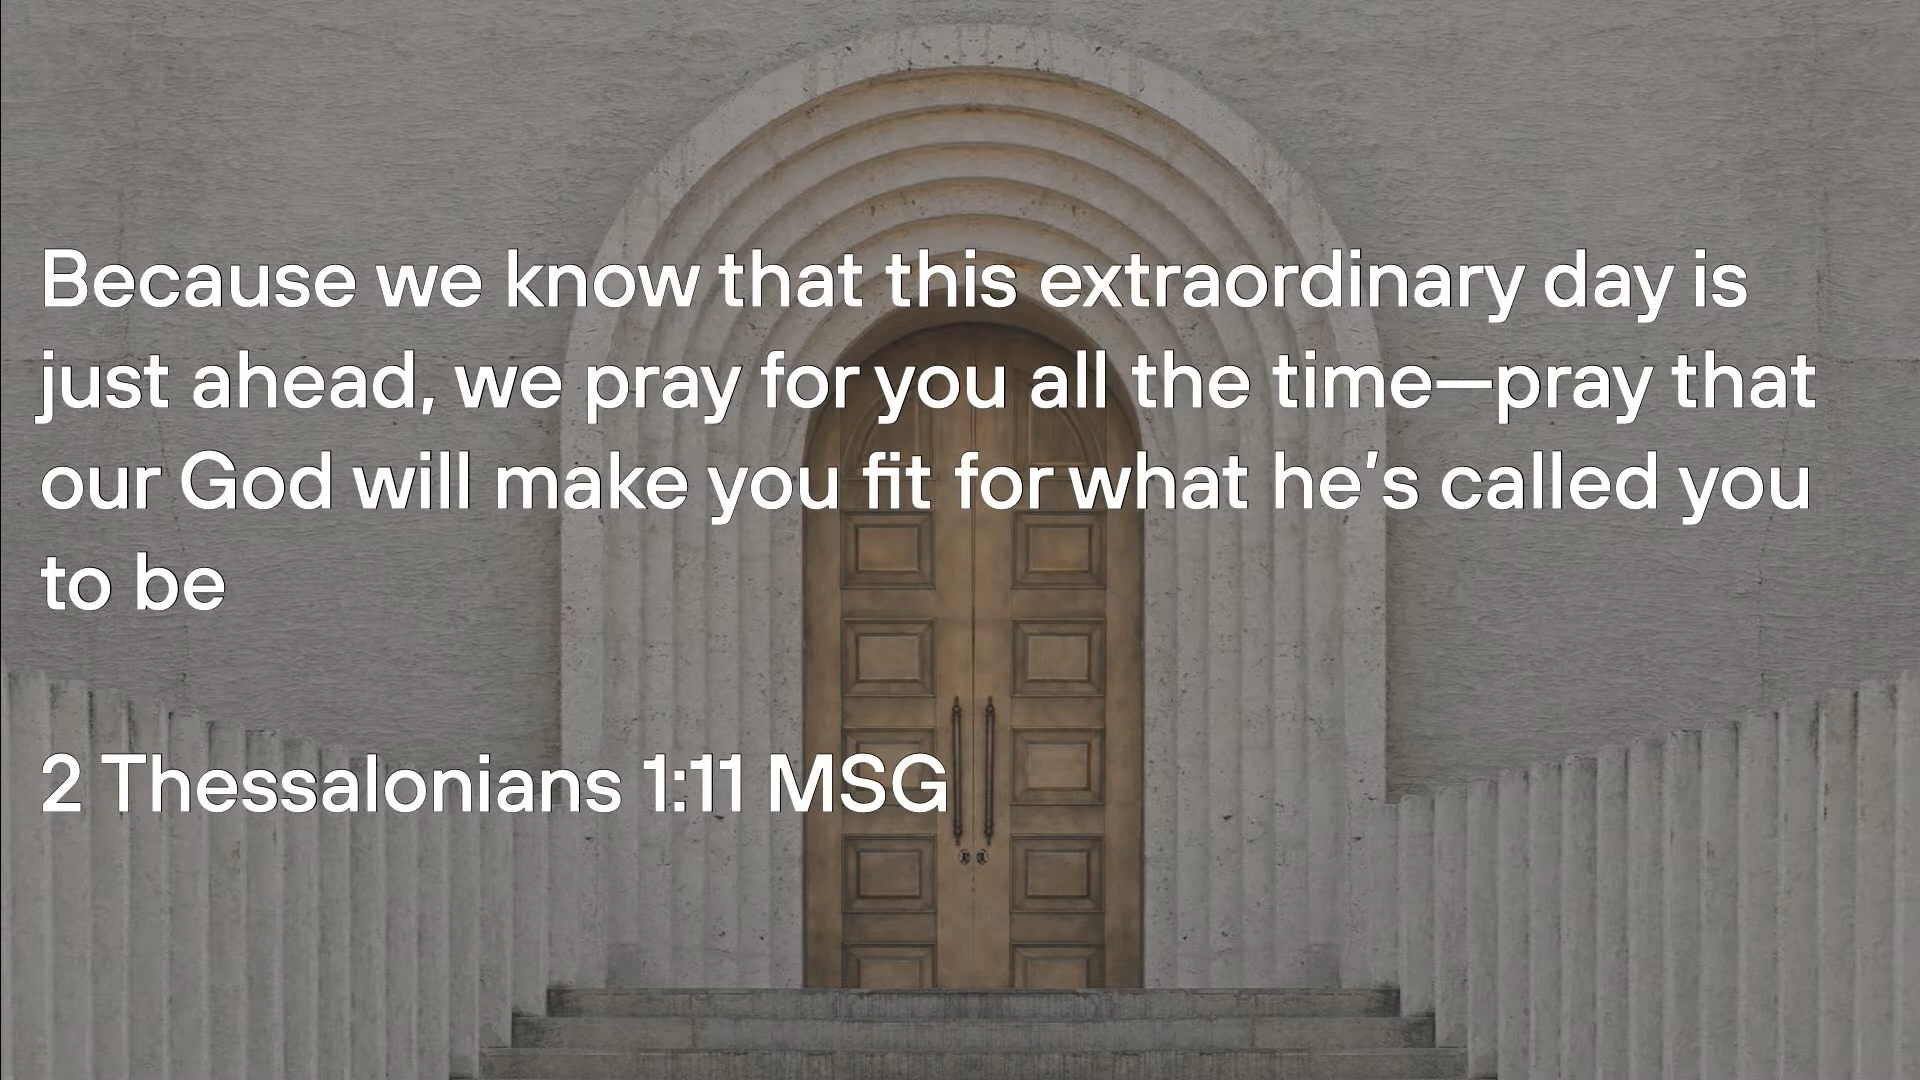 Because we know that this extraordinary day is
just ahead, we pray for you all the time—pray that
our God will make you fit for what he’s called you
to be
2 Thessalonians 1:11 MSG